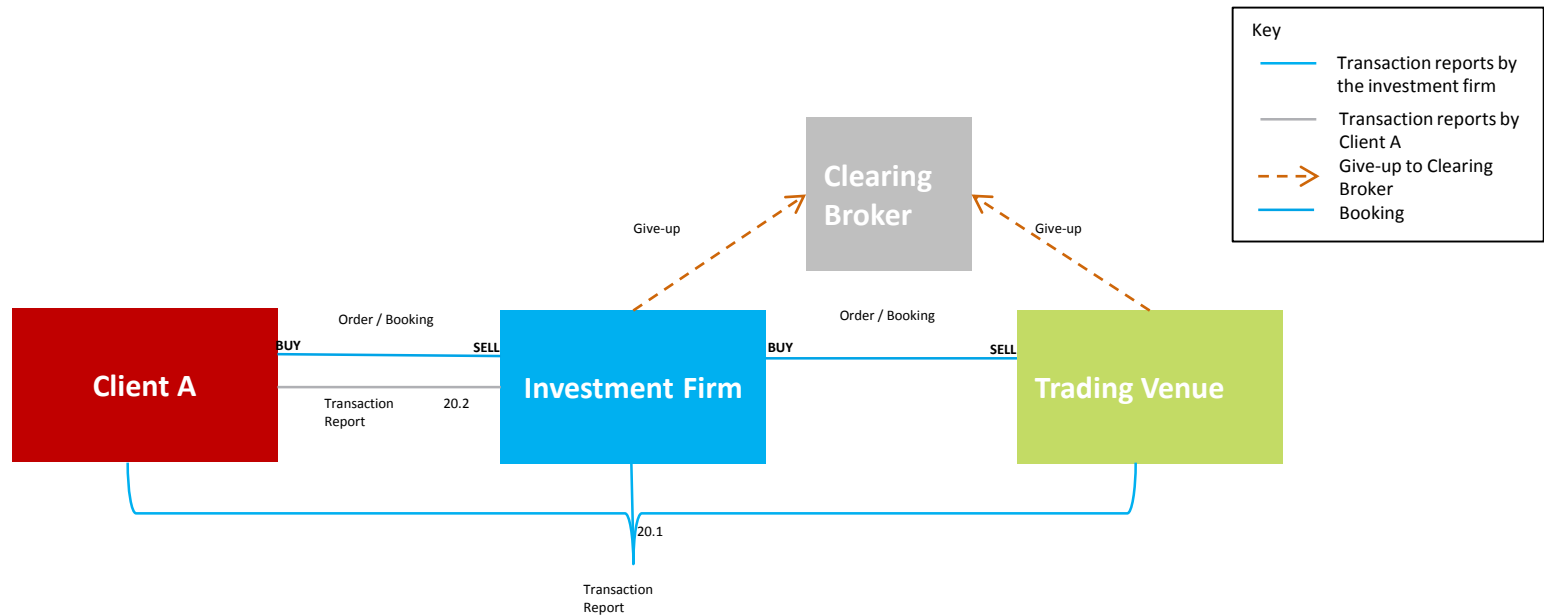 Key
Transaction reports by
the investment firm
Transaction reports by
Client A
Give-up to Clearing
Broker
Booking
Clearing
Broker
Give-up
Give-up
Order / Booking
Order / Booking
BUY
SELL
BUY
SELL
Client A
Investment Firm
Trading Venue
Transaction
Report
20.2
20.1
Transaction
Report